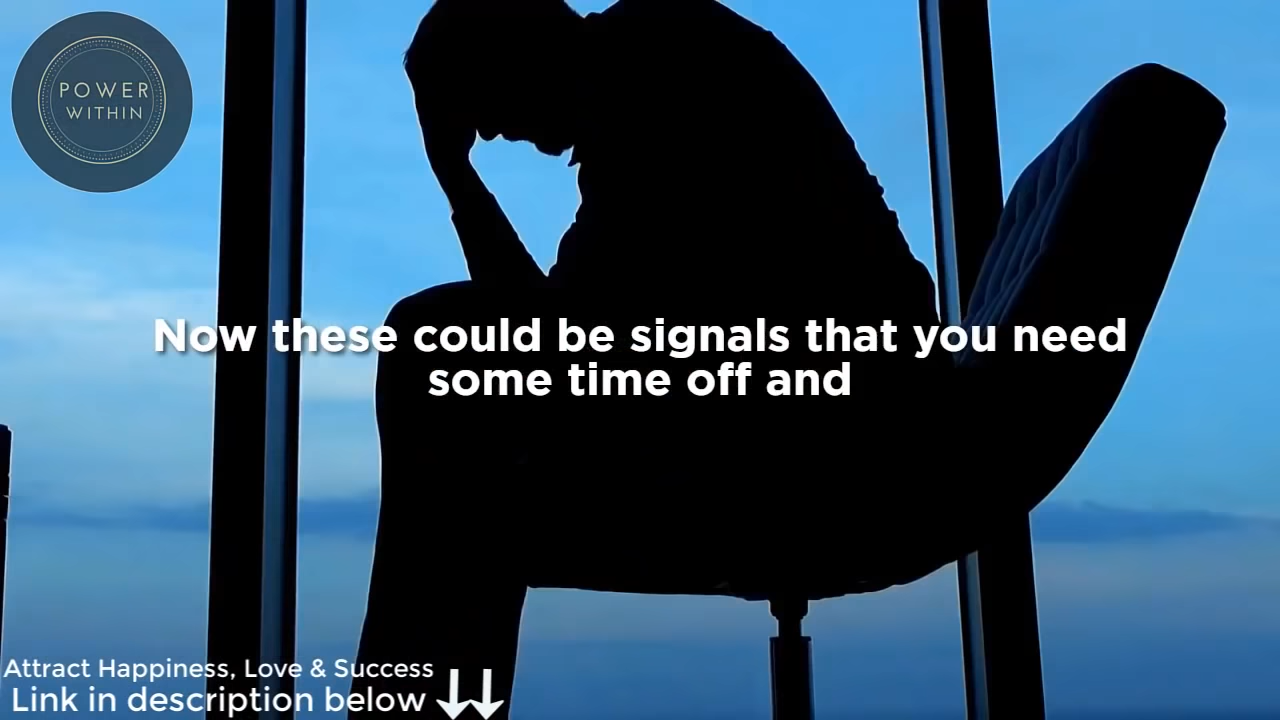 POWER
WITHIN
Now these could be signals that you need
some time off and
Attract Happiness, Love & Success
Link in description below